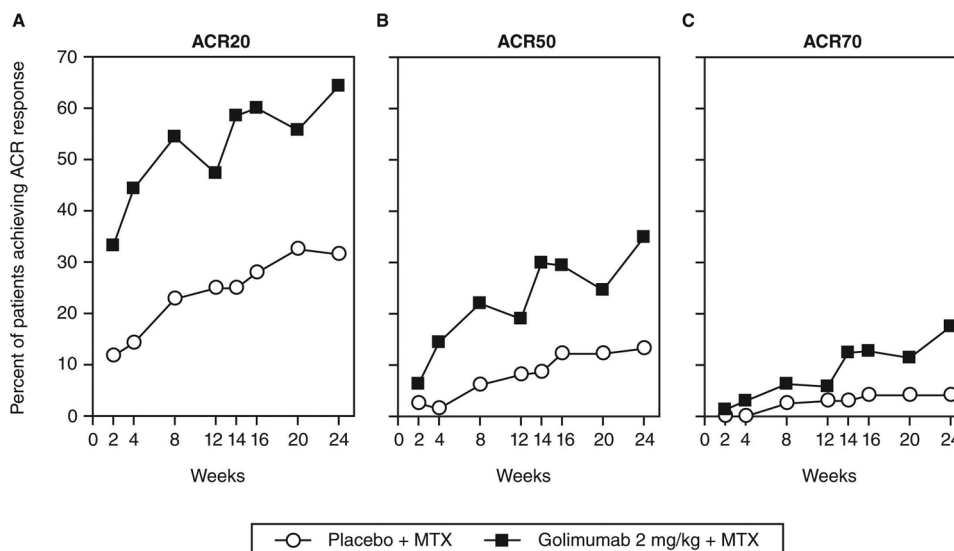 A
ACR20
B
ACR50
C
ACR70
Percent of patients achieving ACR response
70
60
50
40
30
20
10
0
0 2 4 8 12 14 16 20 24
0 2 4 8 12 14 16 20 24
0 2 4 8 12 14 16 20 24
Weeks
Weeks
Weeks
Placebo + MTX
Golimumab 2 mg/kg + MTX